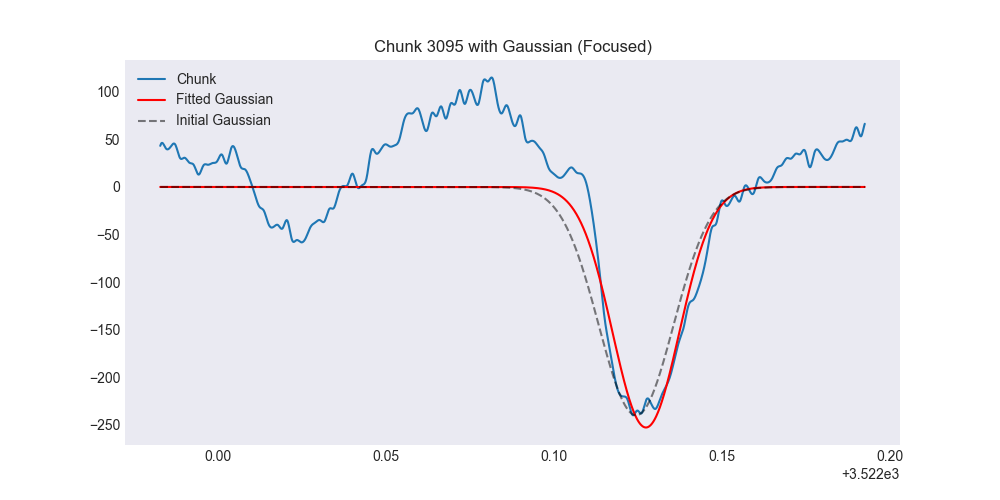 Chunk 3095 with Gaussian (Focused)
Chunk
Fitted Gaussian
Initial Gaussian
100
50
0
−50
−100
−150
−200
−250
0.00 0.05 0.10 0.15 0.20
+3.522e3